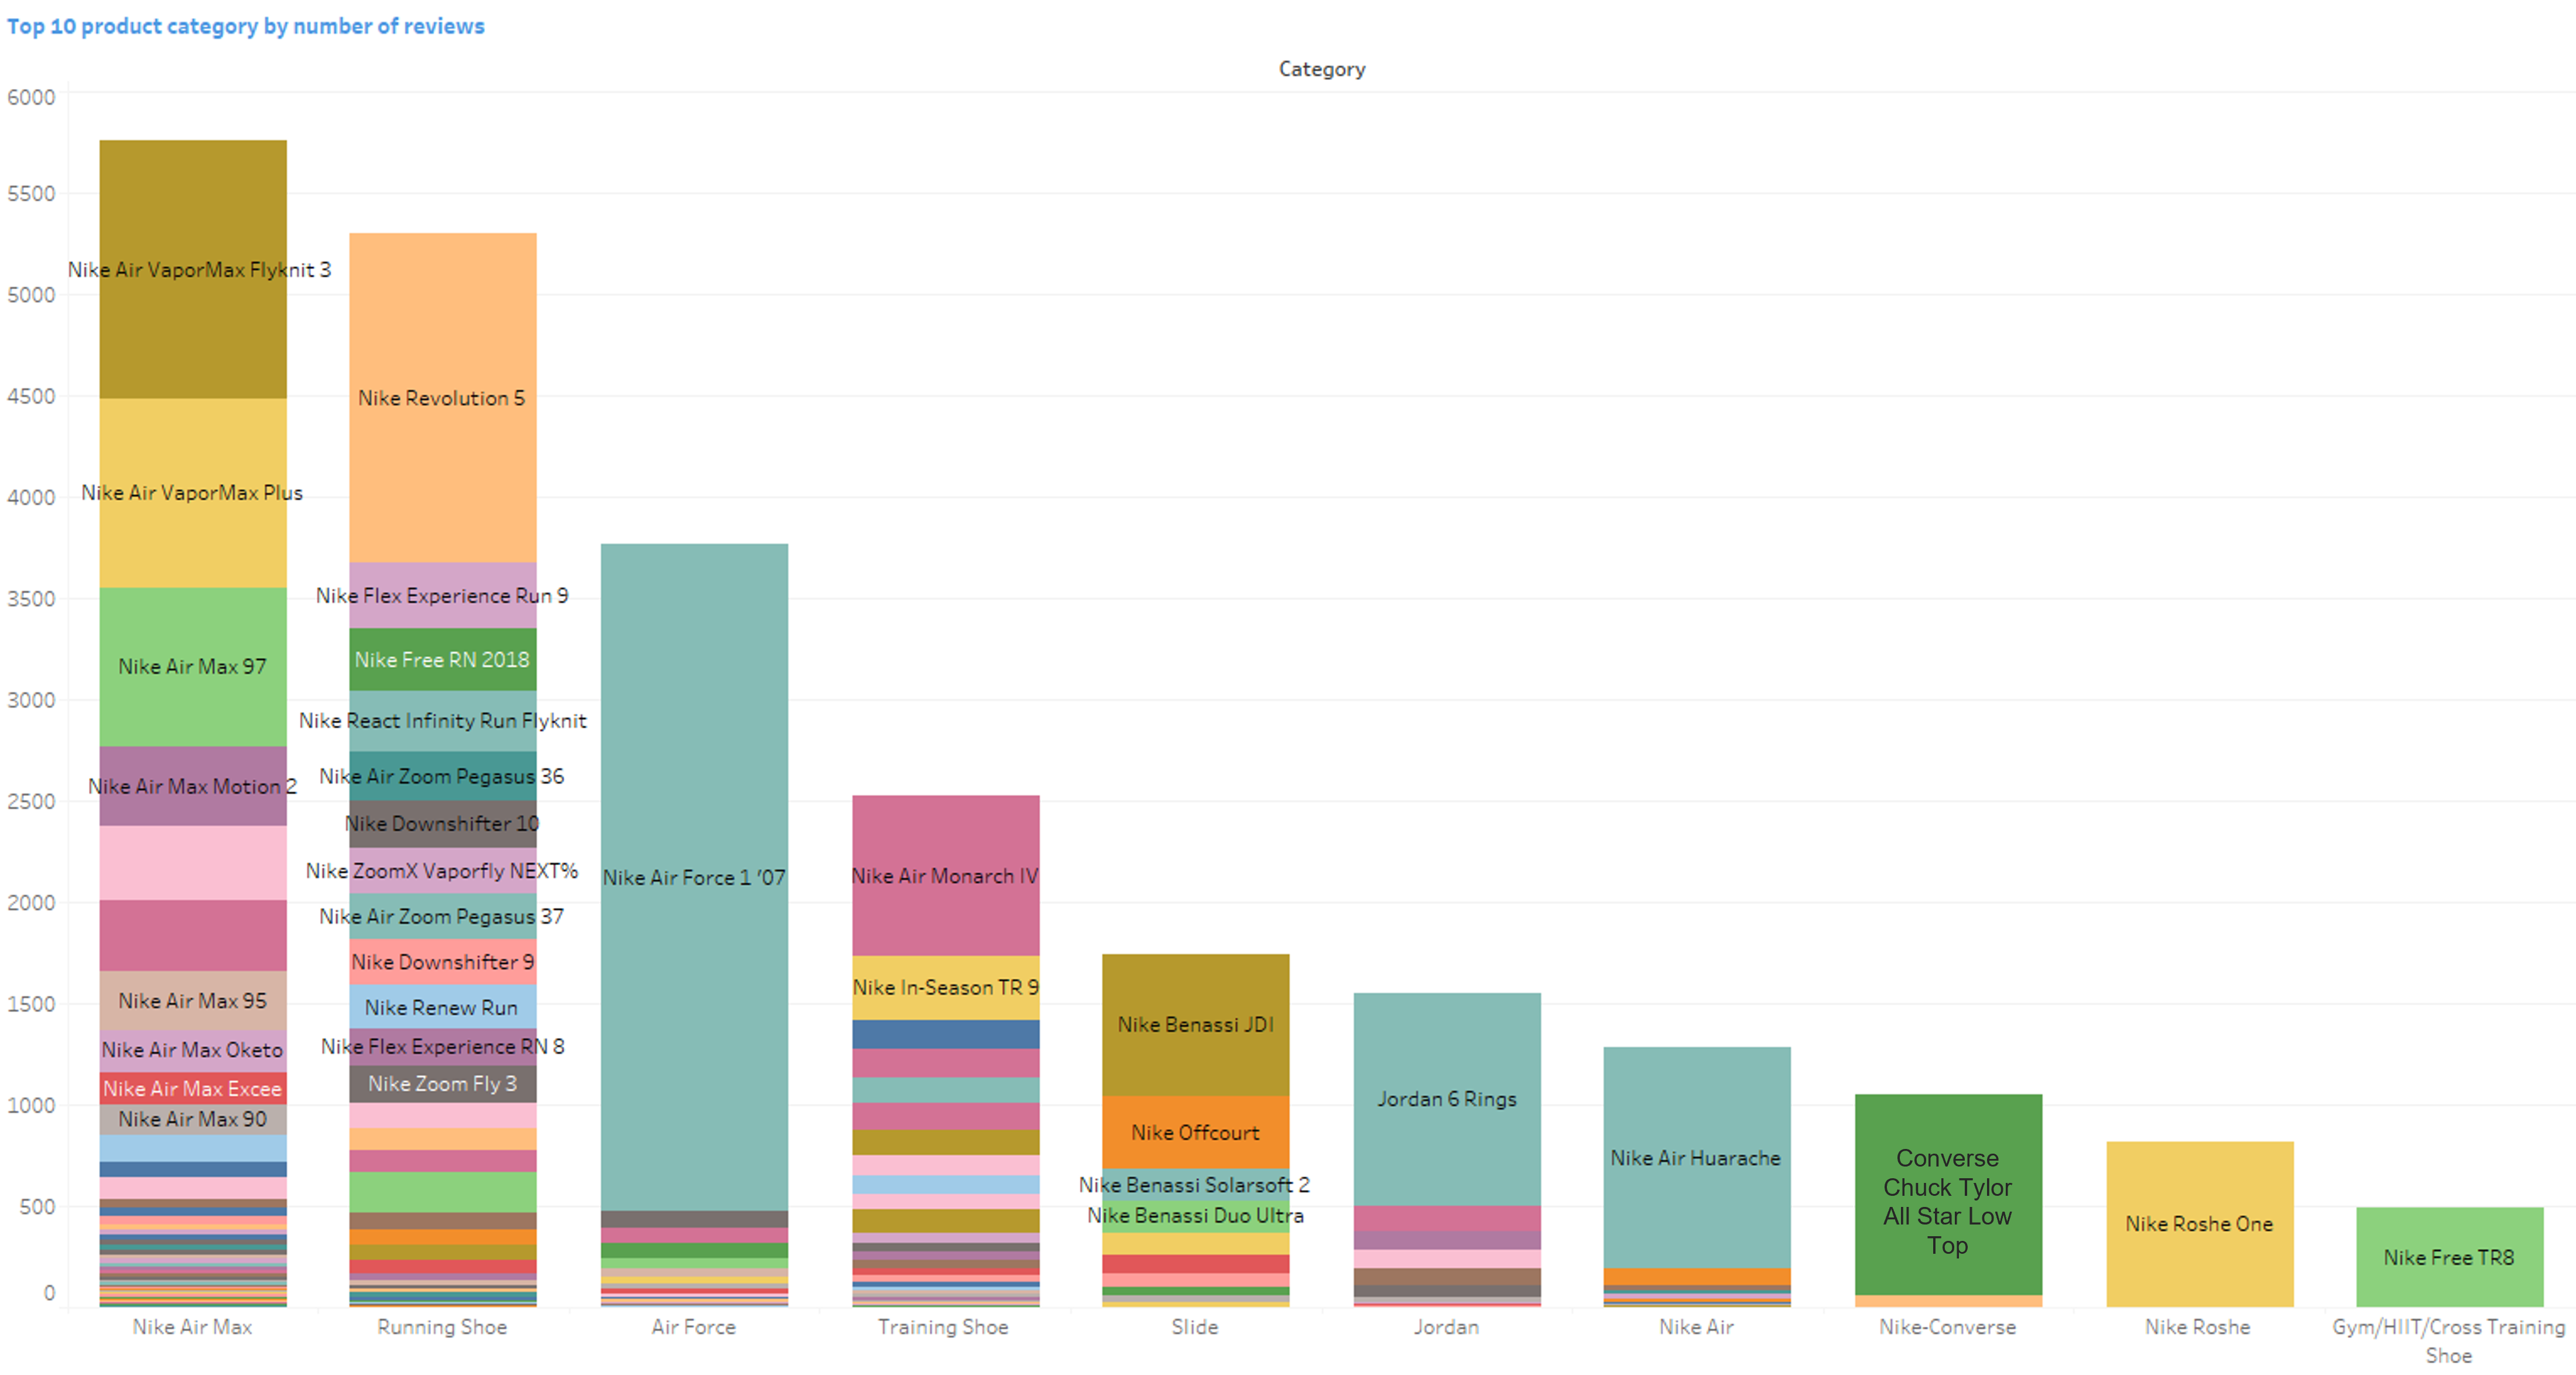 Top 10 product category by number of reviews
Category
6000
5500
5000
4500
4000
3500
3000
2500
2000
1500
1000
500
0
Nike Air VaporMax Flyknit 3
Nike Air VaporMax Plus
Nike Air Max 97
Nike Air Max Motion 2
Nike Air Max 95
Nike Air Max Oketo
Nike Air Max Excee
Nike Air Max 90
Nike Revolution 5
Nike Flex Experience Run 9
Nike Free RN 2018
Nike React Infinity Run Flyknit
Nike Air Zoom Pegasus 36
Nike Downshifter 10
Nike ZoomX Vaporfly NEXT%
Nike Air Zoom Pegasus 37
Nike Downshifter 9
Nike Renew Run
Nike Flex Experience RN 8
Nike Zoom Fly 3
Nike Air Force 1 '07
Nike Air Monarch IV
Nike In-Season TR 9
Nike Benassi JDI
Nike Offcourt
Nike Benassi Solarsoft 2
Nike Benassi Duo Ultra
Jordan 6 Rings
Nike Air Huarache
Converse
Chuck Tylor
All Star Low
Top
Nike Roshe One
Nike Free TR8
Nike Air Max
Running Shoe
Air Force
Training Shoe
Slide
Jordan
Nike Air
Nike-Converse
Nike Roshe
Gym/HIIT/Cross Training
Shoe